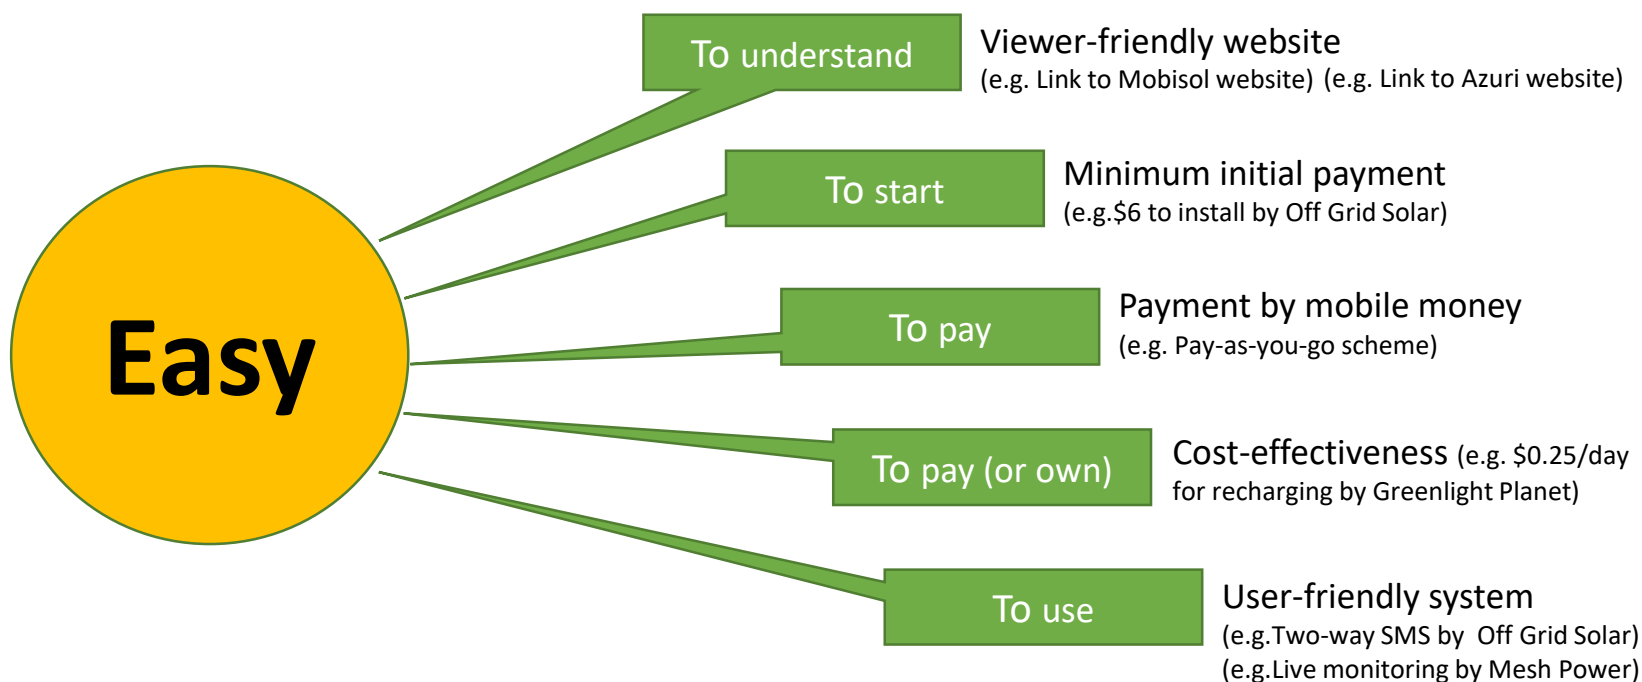 To understand
Viewer-friendly website
(e.g. Link to Mobisol website) (e.g. Link to Azuri website)
To start
Minimum initial payment
(e.g.$6 to install by Off Grid Solar)
Easy
To pay
Payment by mobile money
(e.g. Pay-as-you-go scheme)
To pay (or own)
Cost-effectiveness (e.g. $0.25/day
for recharging by Greenlight Planet)
To use
User-friendly system
(e.g.Two-way SMS by Off Grid Solar)
(e.g.Live monitoring by Mesh Power)